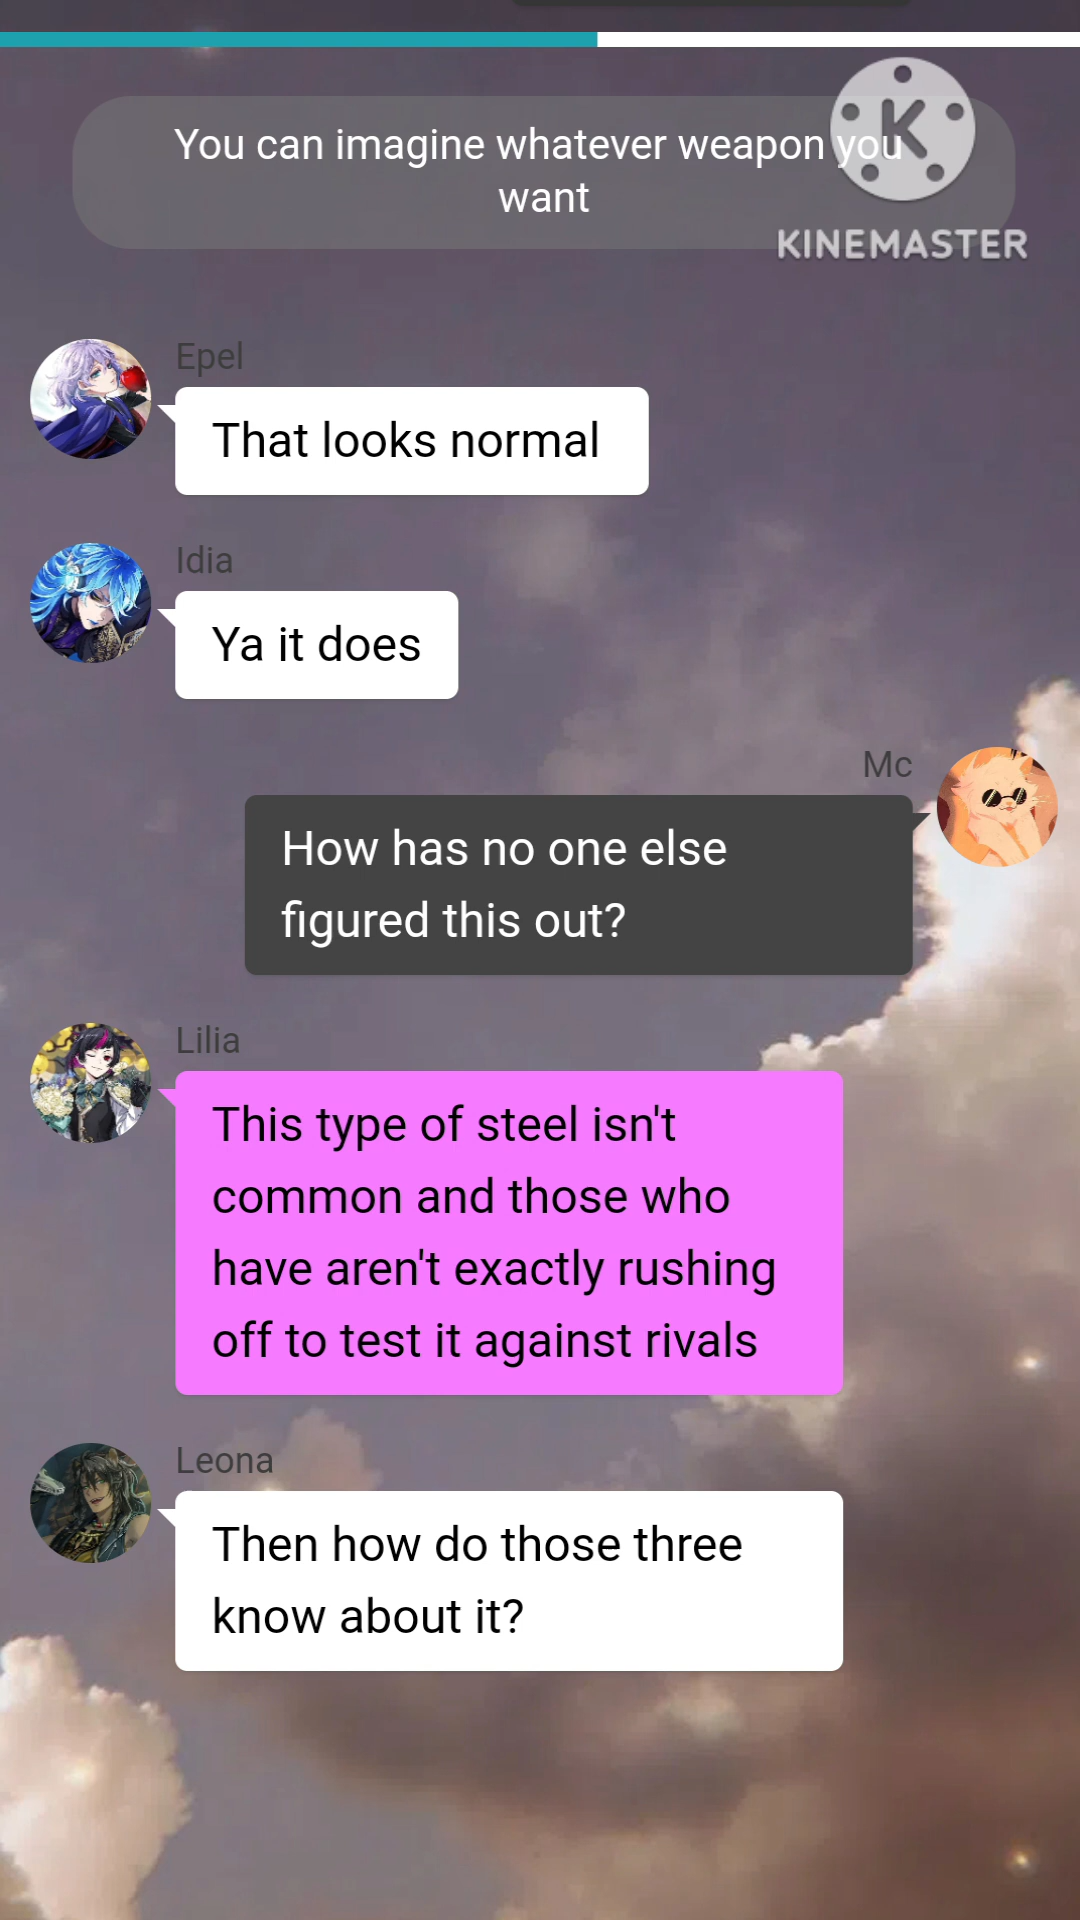 You can imagine whatever weapon you
want
K
KINEMASTER
Epel
That looks normal
Idia
Ya it does
Mc
How has no one else
figured this out?
Lilia
This type of steel isn't
common and those who
have aren't exactly rushing
off to test it against rivals
Leona
Then how do those three
know about it?